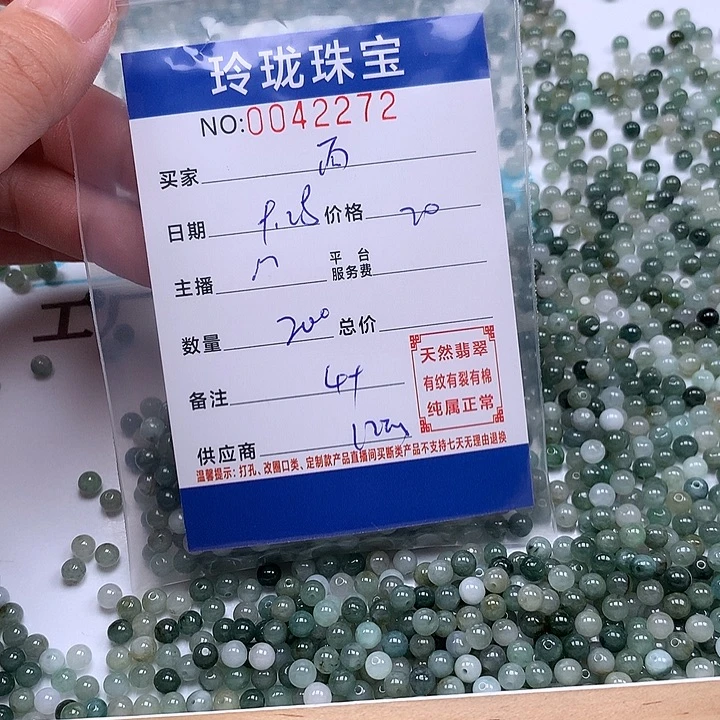 玲珑珠宝
NO:0042272
买家 丙
日期 9.25 价格 20
主播 平台服务费
数量 200 总价
天然翡翠
有纹有裂有棉
纯属正常
备注 4+
供应商
温馨提示:打孔、改圈口类、定制款产品直播间买断类产品不支持七天无理由退换